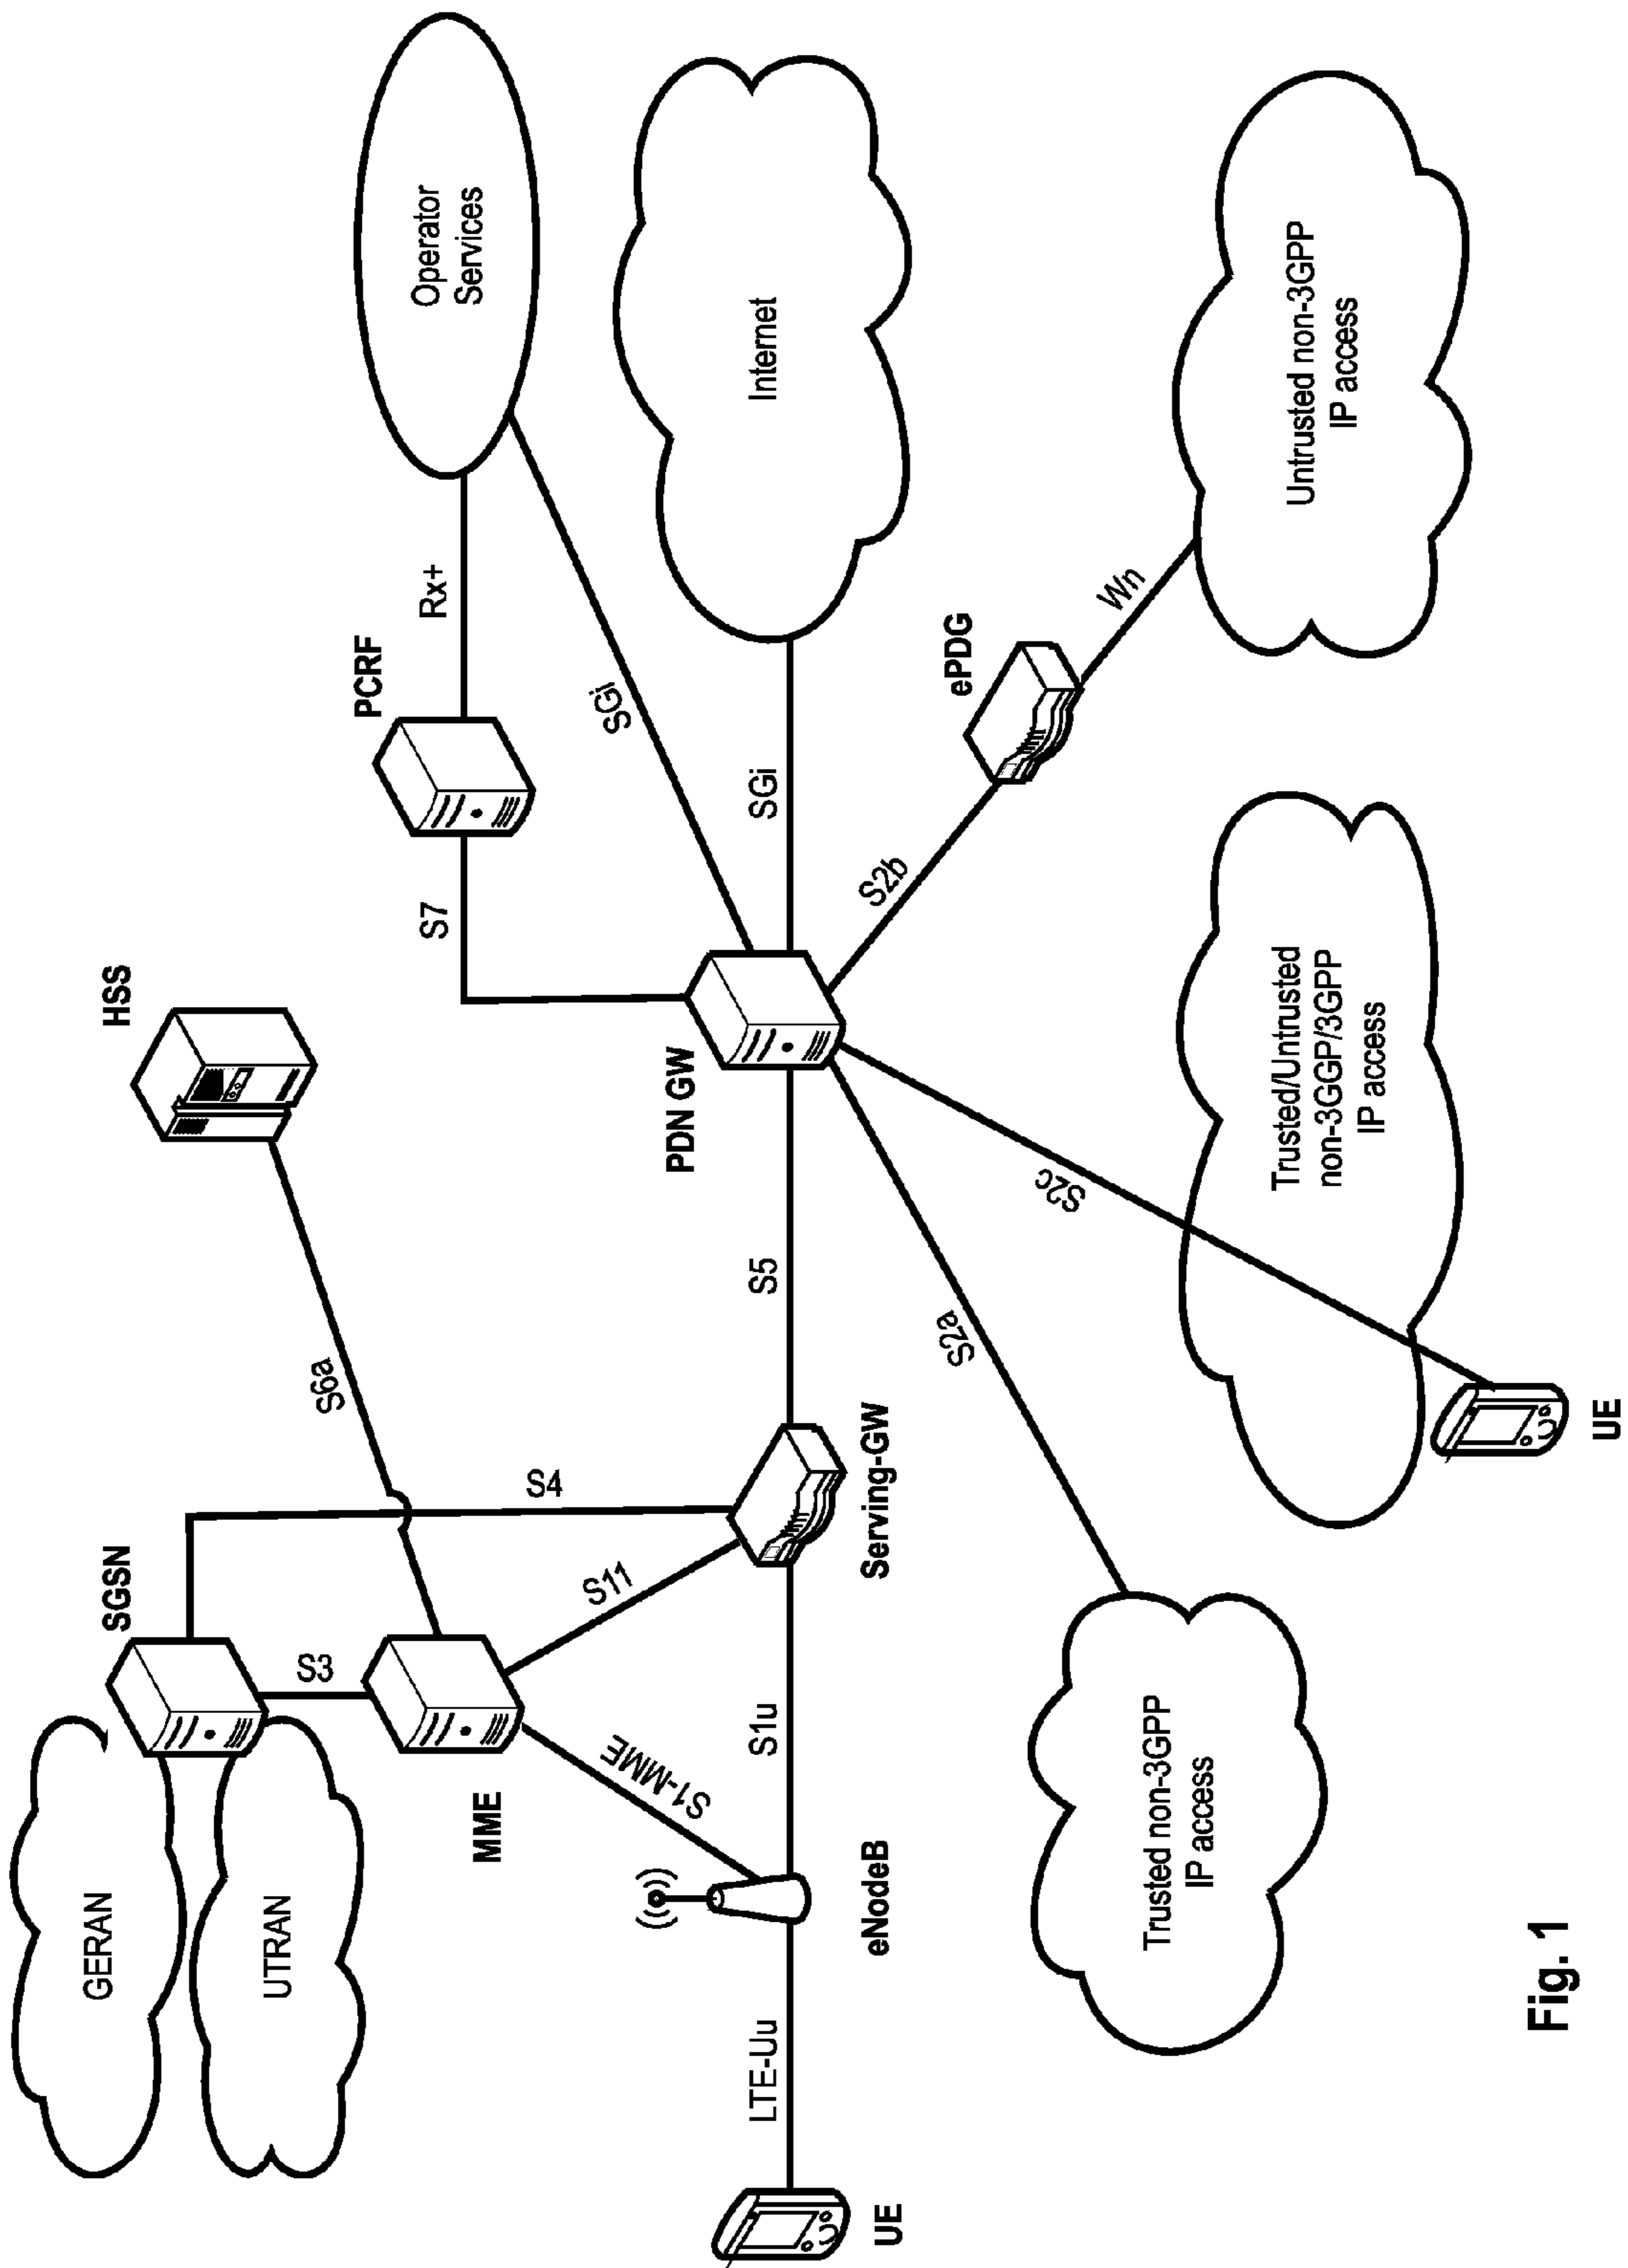 HSS
SGSN
GERAN
UTRAN
S3
S6a
MME
S4
S11
S1-MME
PCRF
S7
Rx+
Operator
Services
SGi
PDN GW
Internet
SGi
S5
S1u
LTE-Uu
UE
eNodeB
Serving-GW
S2a
S2c
S2b
ePDG
Wn
Trusted non-3GPP
IP access
Trusted/Untrusted
non-3GGP/3GPP
IP access
Untrusted non-3GPP
IP access
UE
Fig. 1